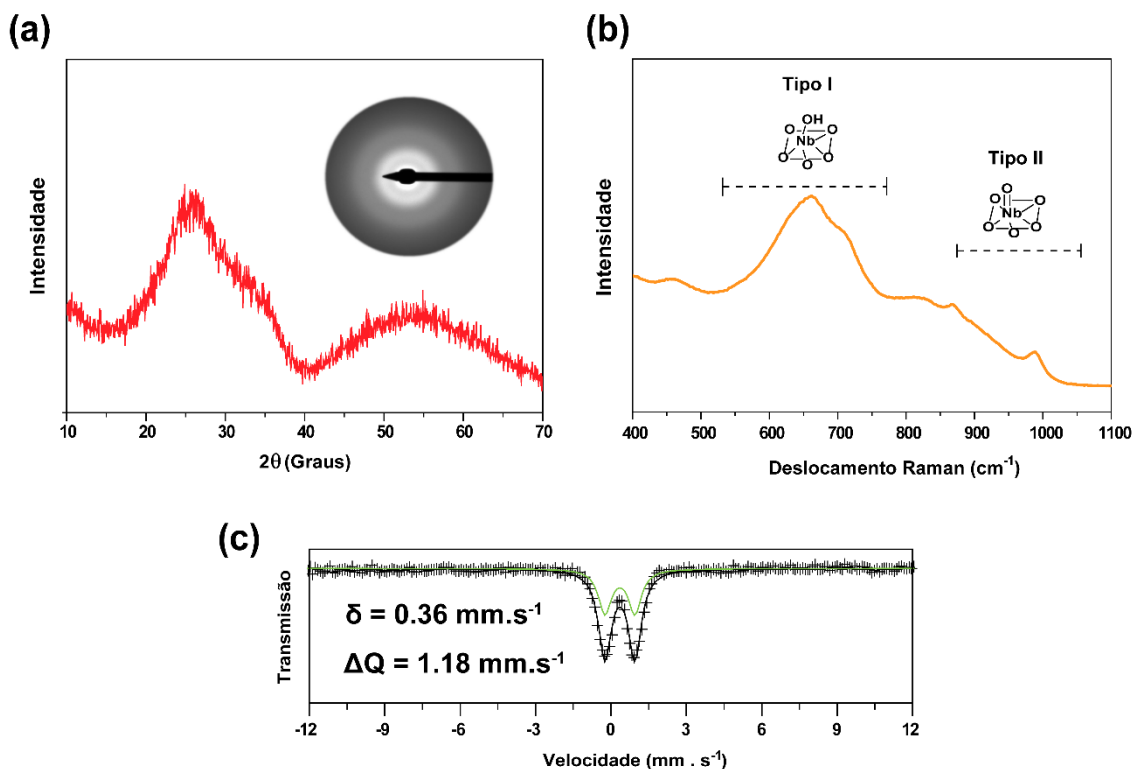 (a)
Intensidade
10 20 30 40 50 60 70
2θ (Graus)
(b)
Intensidade
Tipo I
OH
O O
Nb
O O
O
Tipo II
O
O O
Nb
O O
O
400 500 600 700 800 900 1000 1100
Deslocamento Raman (cm⁻¹)
(c)
Transmissão
δ = 0.36 mm.s⁻¹
ΔQ = 1.18 mm.s⁻¹
-12 -9 -6 -3 0 3 6 9 12
Velocidade (mm . s⁻¹)